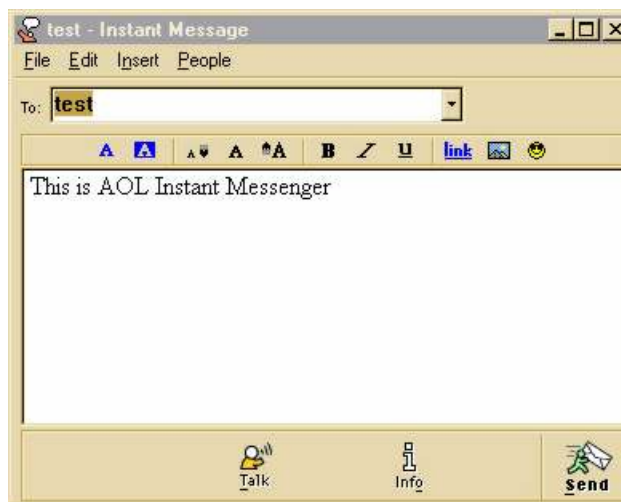 test - Instant Message
File Edit Insert People
To: test
A A A A A B I U link
This is AOL Instant Messenger
Talk Info Send